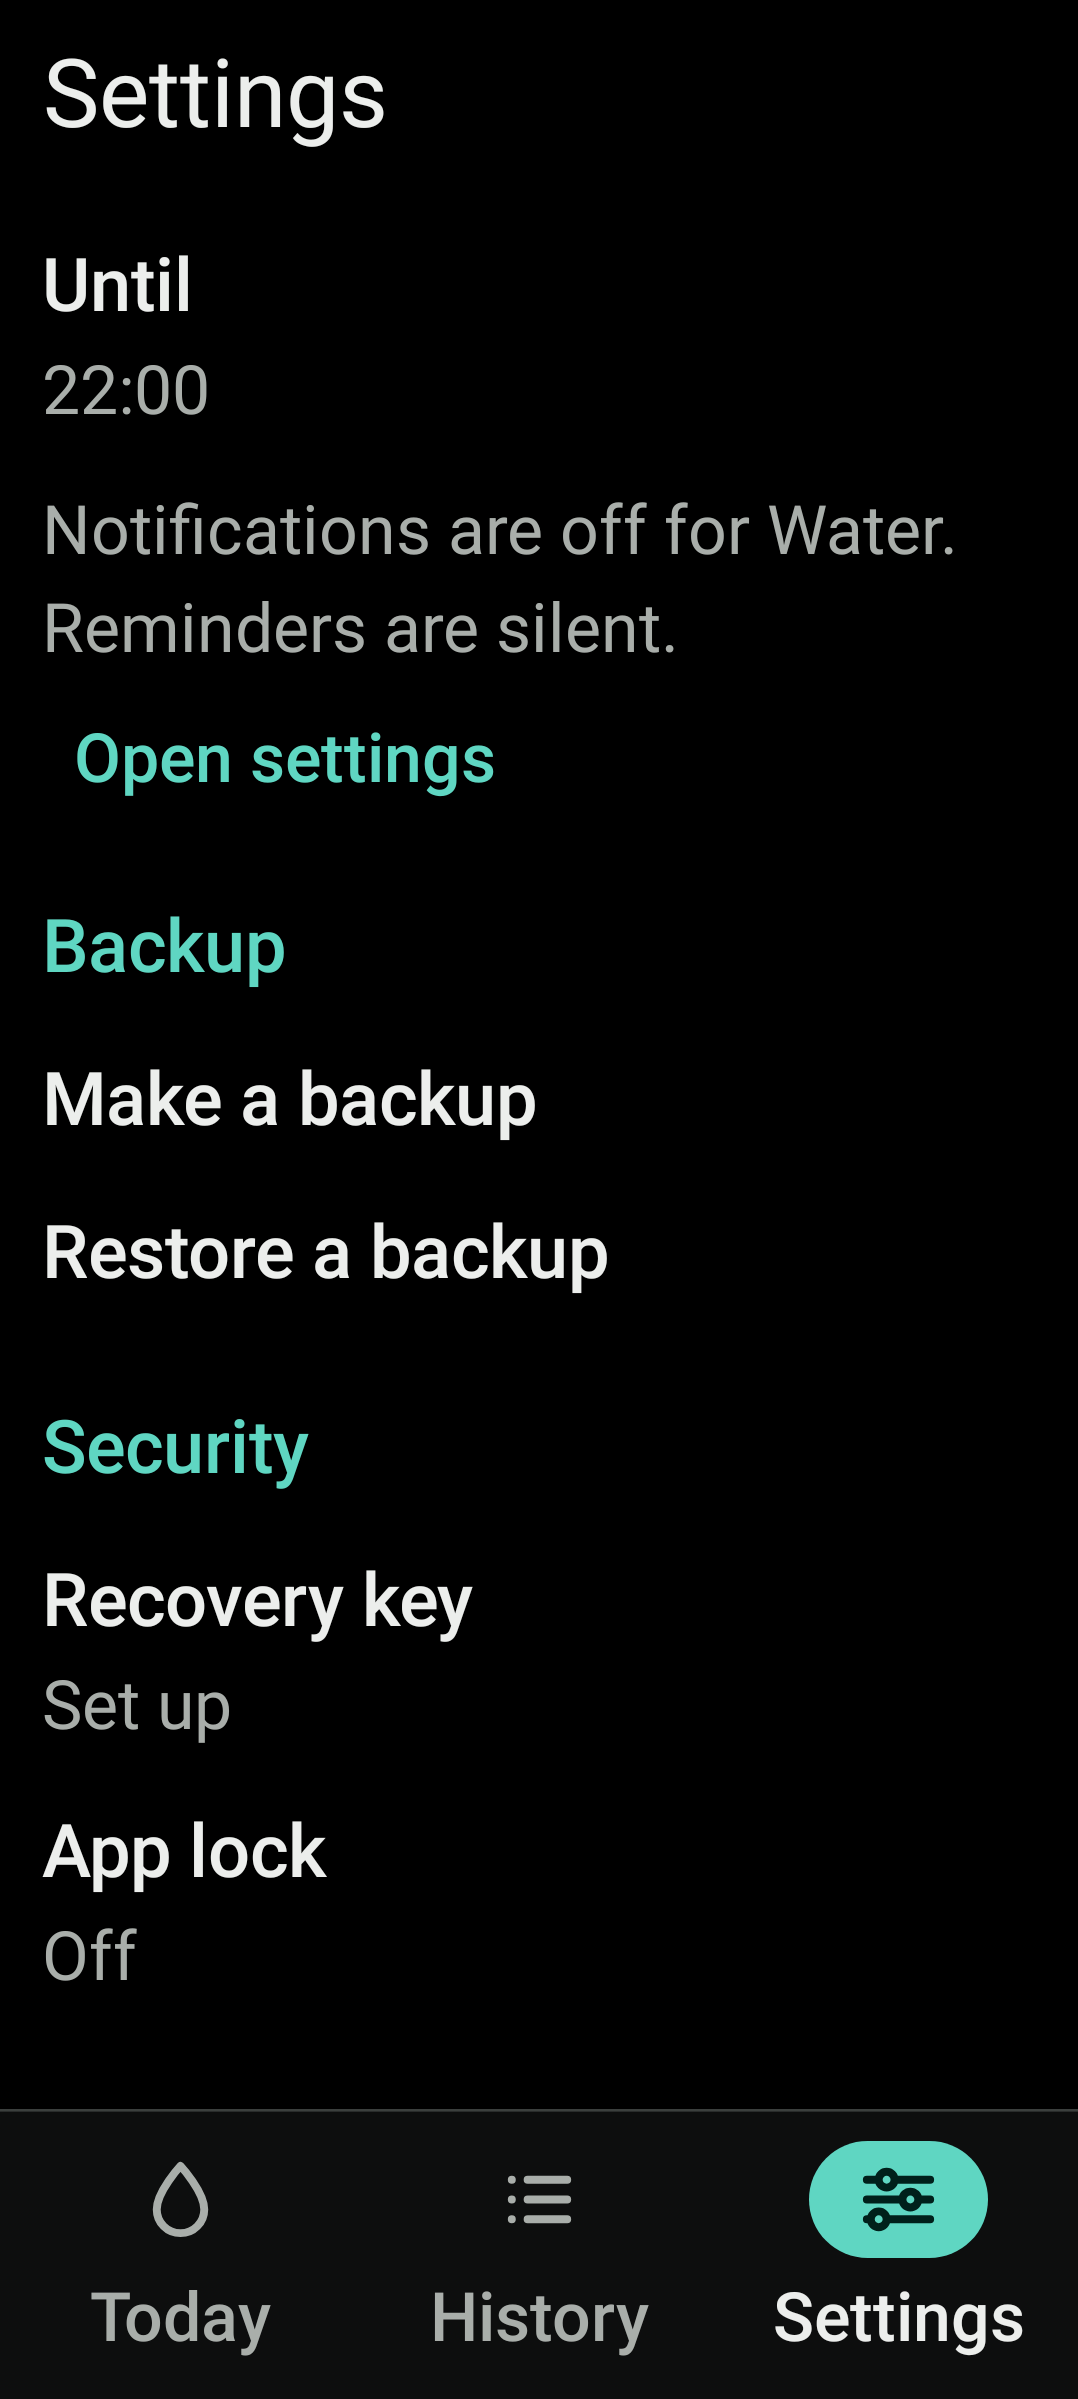 Settings
Until
22:00
Notifications are off for Water.
Reminders are silent.
Open settings
Backup
Make a backup
Restore a backup
Security
Recovery key
Set up
App lock
Off
Today
History
Settings